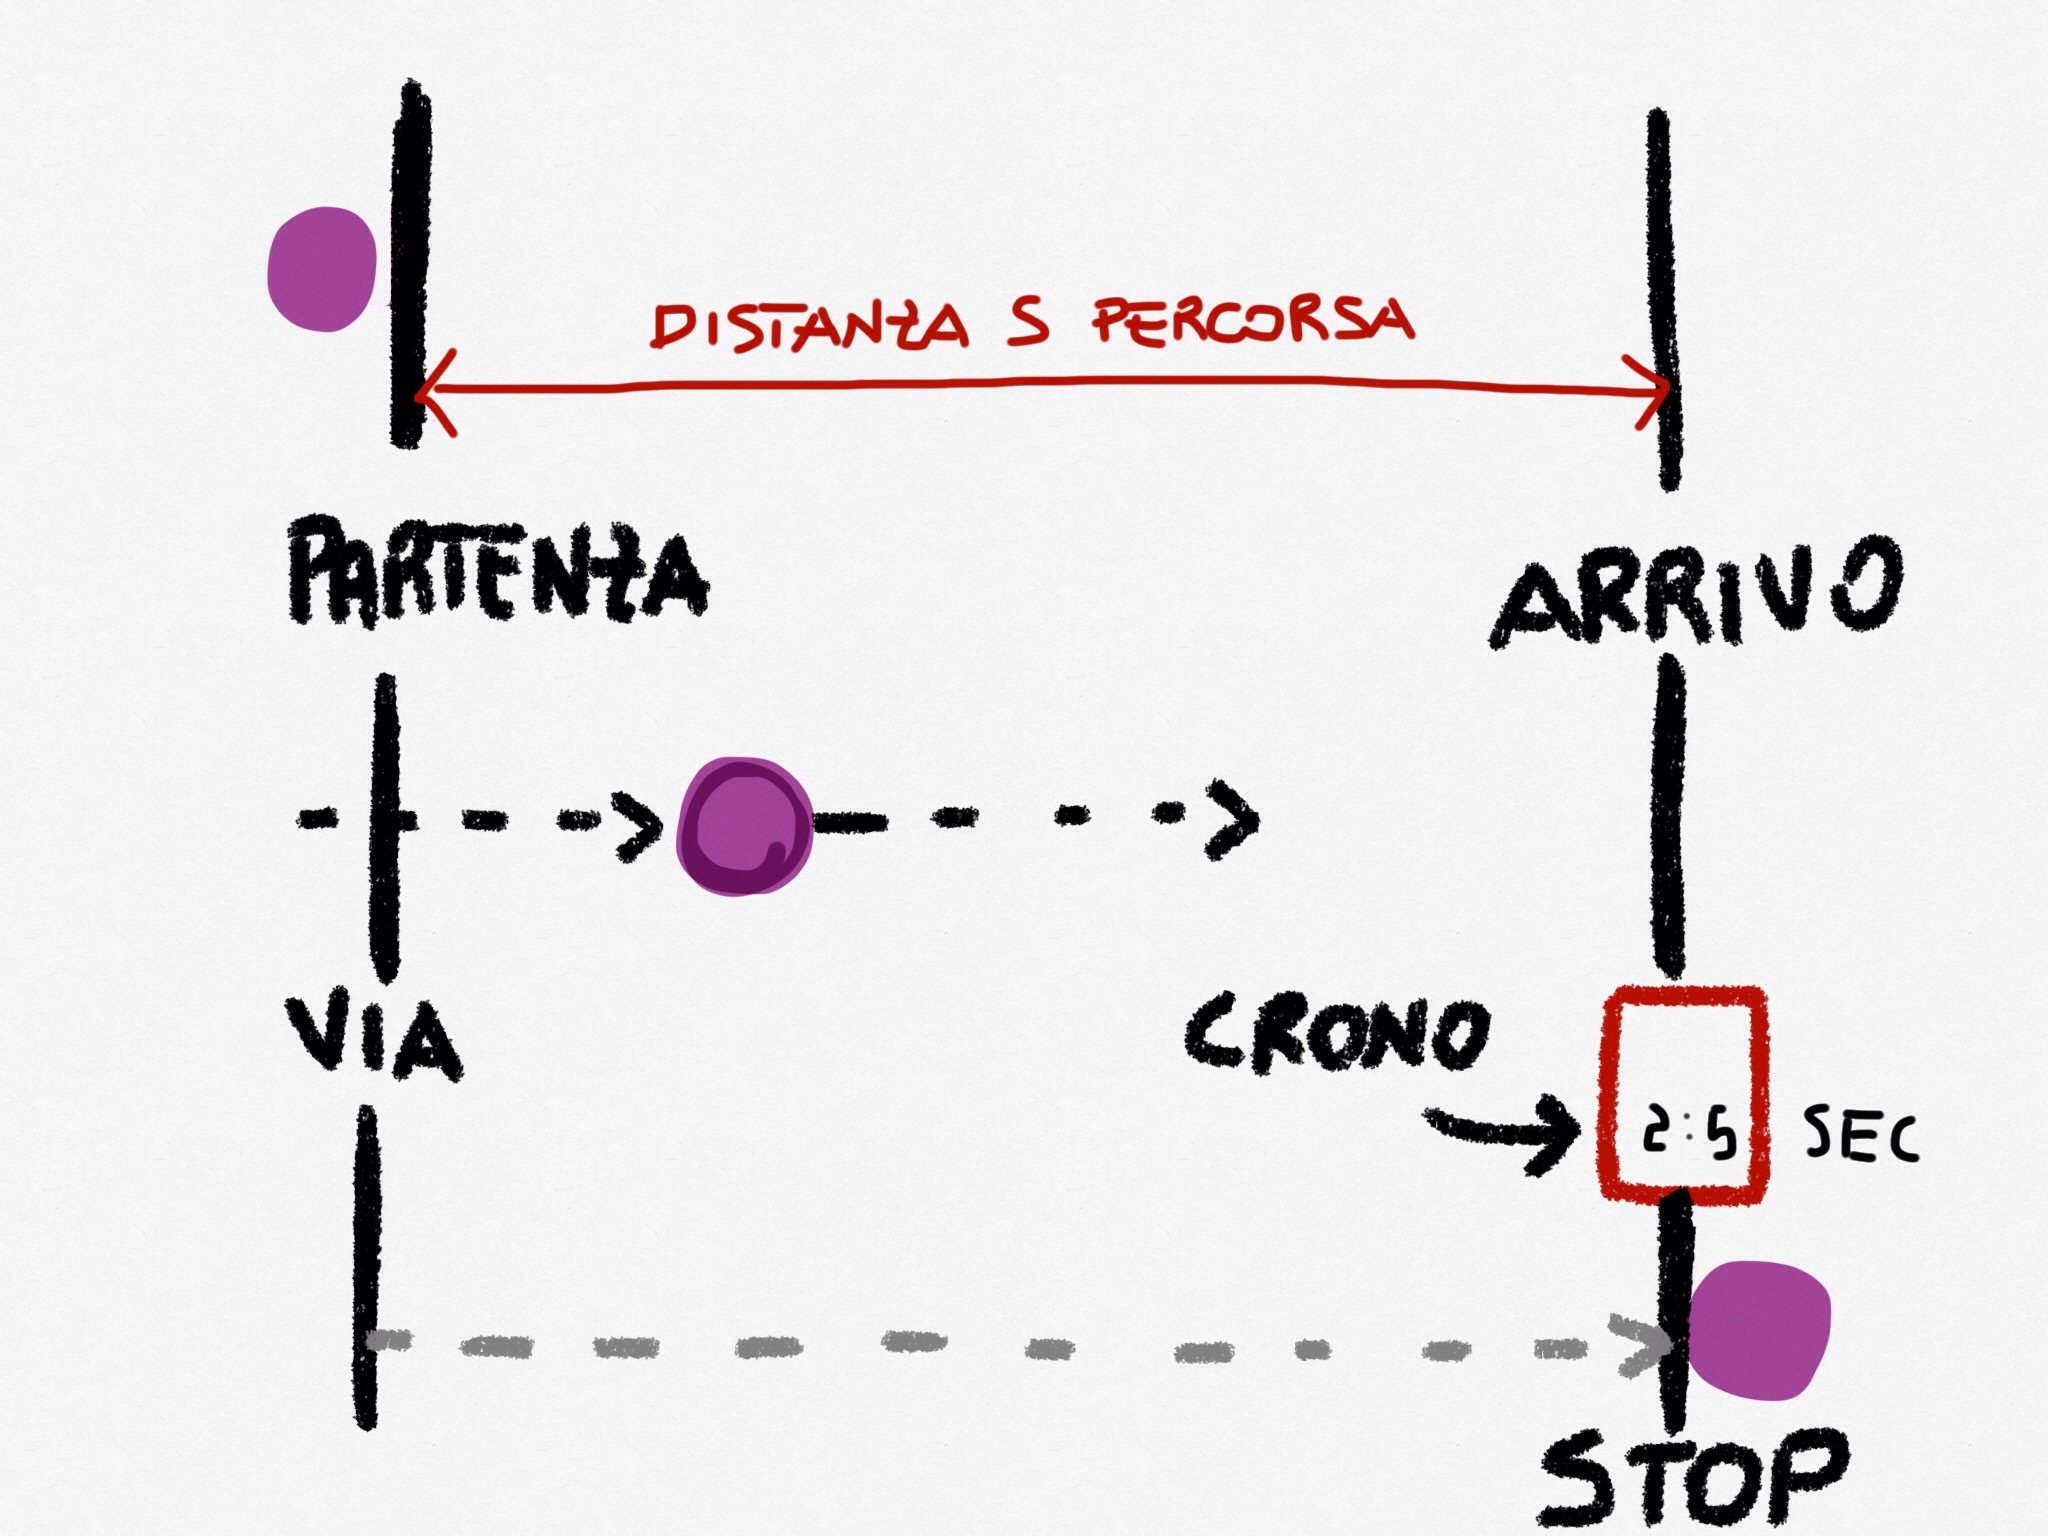 DISTANZA S PERCORSA
PARTENZA
ARRIVO
VIA
CRONO
2:5 SEC
STOP